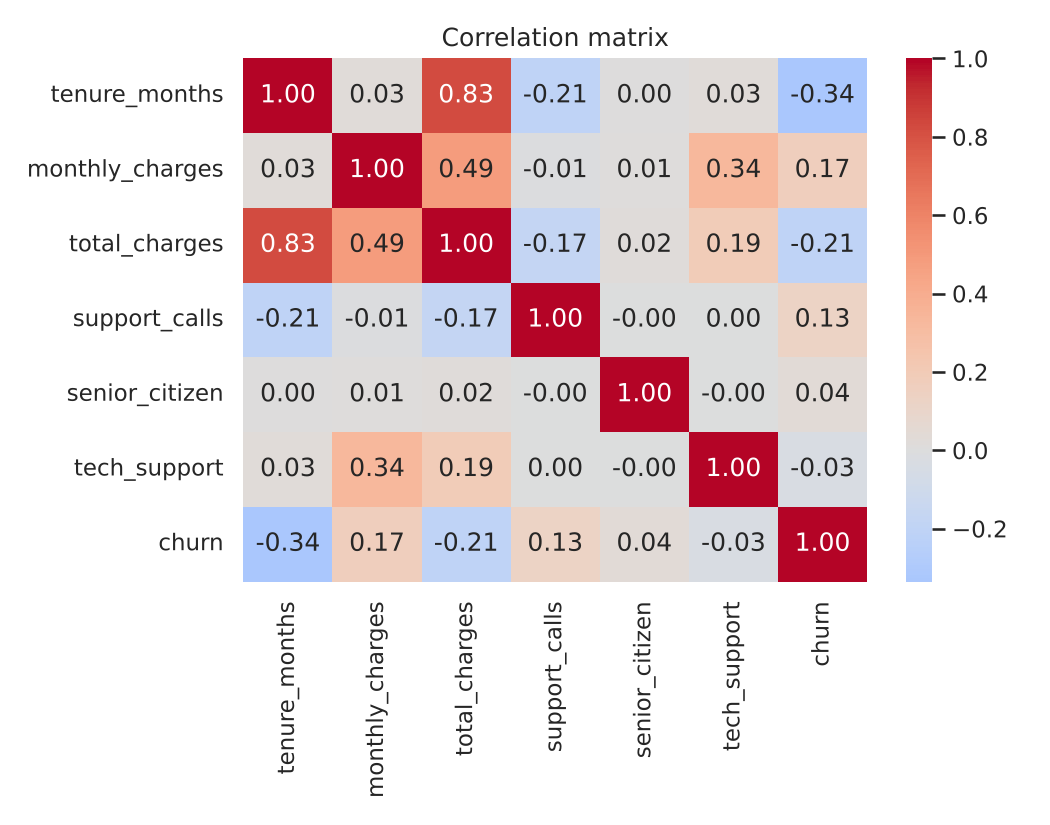 Correlation matrix
tenure_months 1.00 0.03 0.83 -0.21 0.00 0.03 -0.34
monthly_charges 0.03 1.00 0.49 -0.01 0.01 0.34 0.17
total_charges 0.83 0.49 1.00 -0.17 0.02 0.19 -0.21
support_calls -0.21 -0.01 -0.17 1.00 -0.00 0.00 0.13
senior_citizen 0.00 0.01 0.02 -0.00 1.00 -0.00 0.04
tech_support 0.03 0.34 0.19 0.00 -0.00 1.00 -0.03
churn -0.34 0.17 -0.21 0.13 0.04 -0.03 1.00
tenure_months
monthly_charges
total_charges
support_calls
senior_citizen
tech_support
churn
1.0
0.8
0.6
0.4
0.2
0.0
−0.2